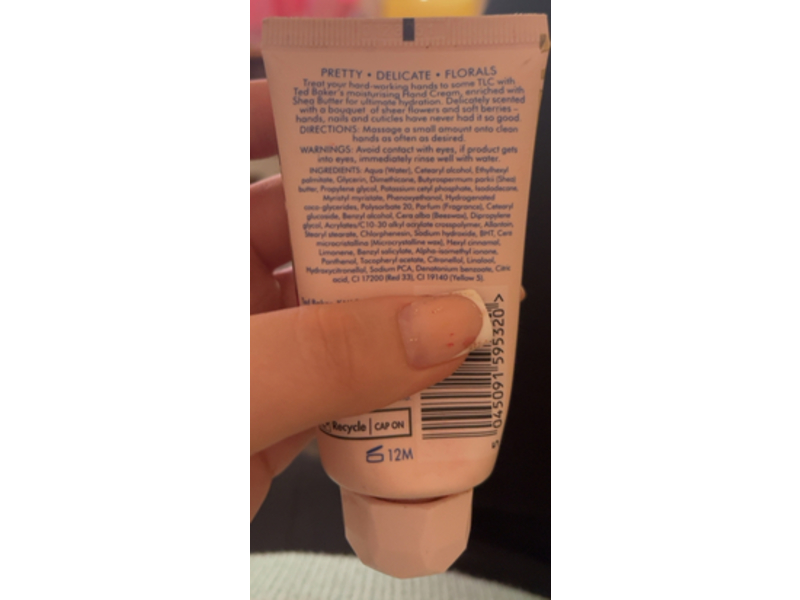 PRETTY • DELICATE • FLORALS
Treat your hard-working hands to some TLC with
Ted Baker's moisturising Hand Cream, enriched with
Shea Butter for ultimate hydration. Delicately scented
with a bouquet of sheer flowers and soft berries –
hands, nails and cuticles have never had it so good.
DIRECTIONS: Massage a small amount onto clean
hands as often as desired.
WARNINGS: Avoid contact with eyes, if product gets
into eyes, immediately rinse well with water.
INGREDIENTS: Aqua (Water), Cetearyl alcohol, Ethylhexyl
palmitate, Glycerin, Dimethicone, Butyrospermum parkii (Shea)
butter, Propylene glycol, Potassium cetyl phosphate, Isododecane,
Myristyl myristate, Phenoxyethanol, Hydrogenated
coco-glycerides, Polysorbate 20, Parfum (Fragrance), Cetearyl
glucoside, Benzyl alcohol, Cera alba (Beeswax), Dipropylene
glycol, Acrylates/C10-30 alkyl acrylate crosspolymer, Allantoin,
Stearyl stearate, Chlorphenesin, Sodium hydroxide, BHT, Cera
microcristallina (Microcrystalline wax), Hexyl cinnamal,
Limonene, Benzyl salicylate, Alpha-isomethyl ionone,
Panthenol, Tocopheryl acetate, Citronellol, Linalool,
Hydroxycitronellal, Sodium PCA, Denatonium benzoate, Citric
acid, CI 17200 (Red 33), CI 19140 (Yellow 5).
Ted Baker
5 045091 595320 >
Recycle | CAP ON
12M